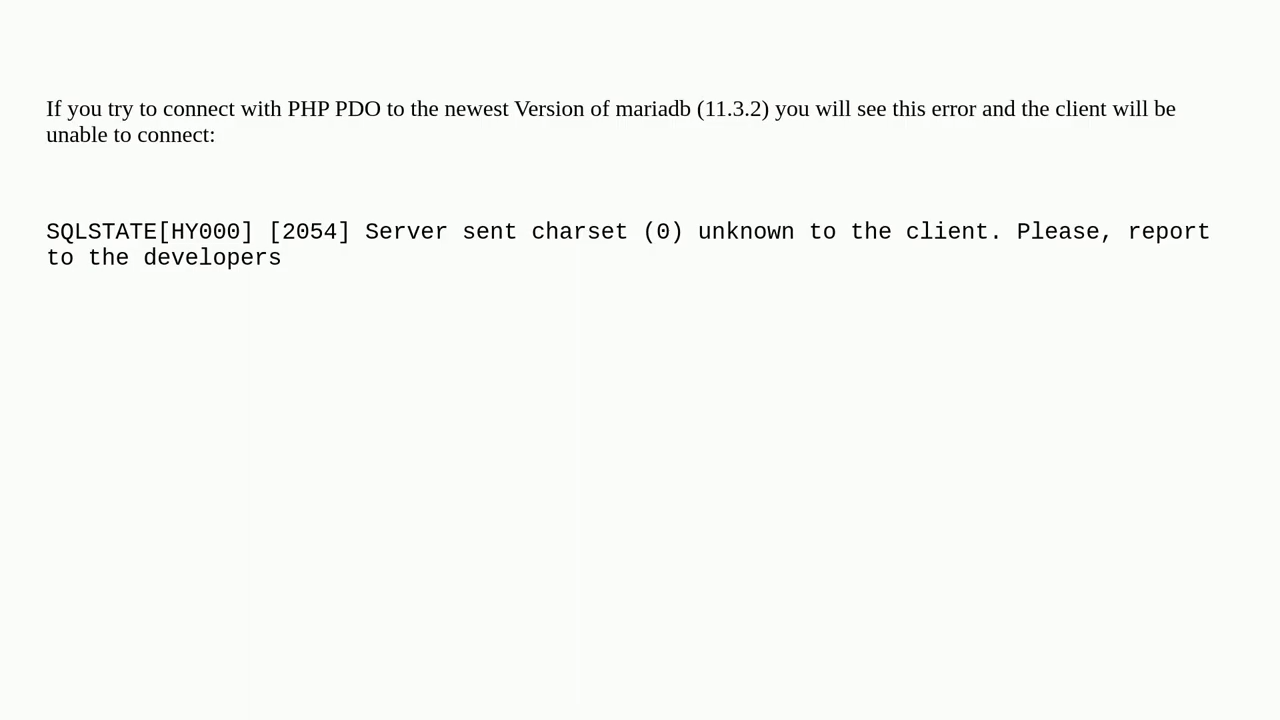 If you try to connect with PHP PDO to the newest Version of mariadb (11.3.2) you will see this error and the client will be
unable to connect:
SQLSTATE[HY000] [2054] Server sent charset (0) unknown to the client. Please, report
to the developers